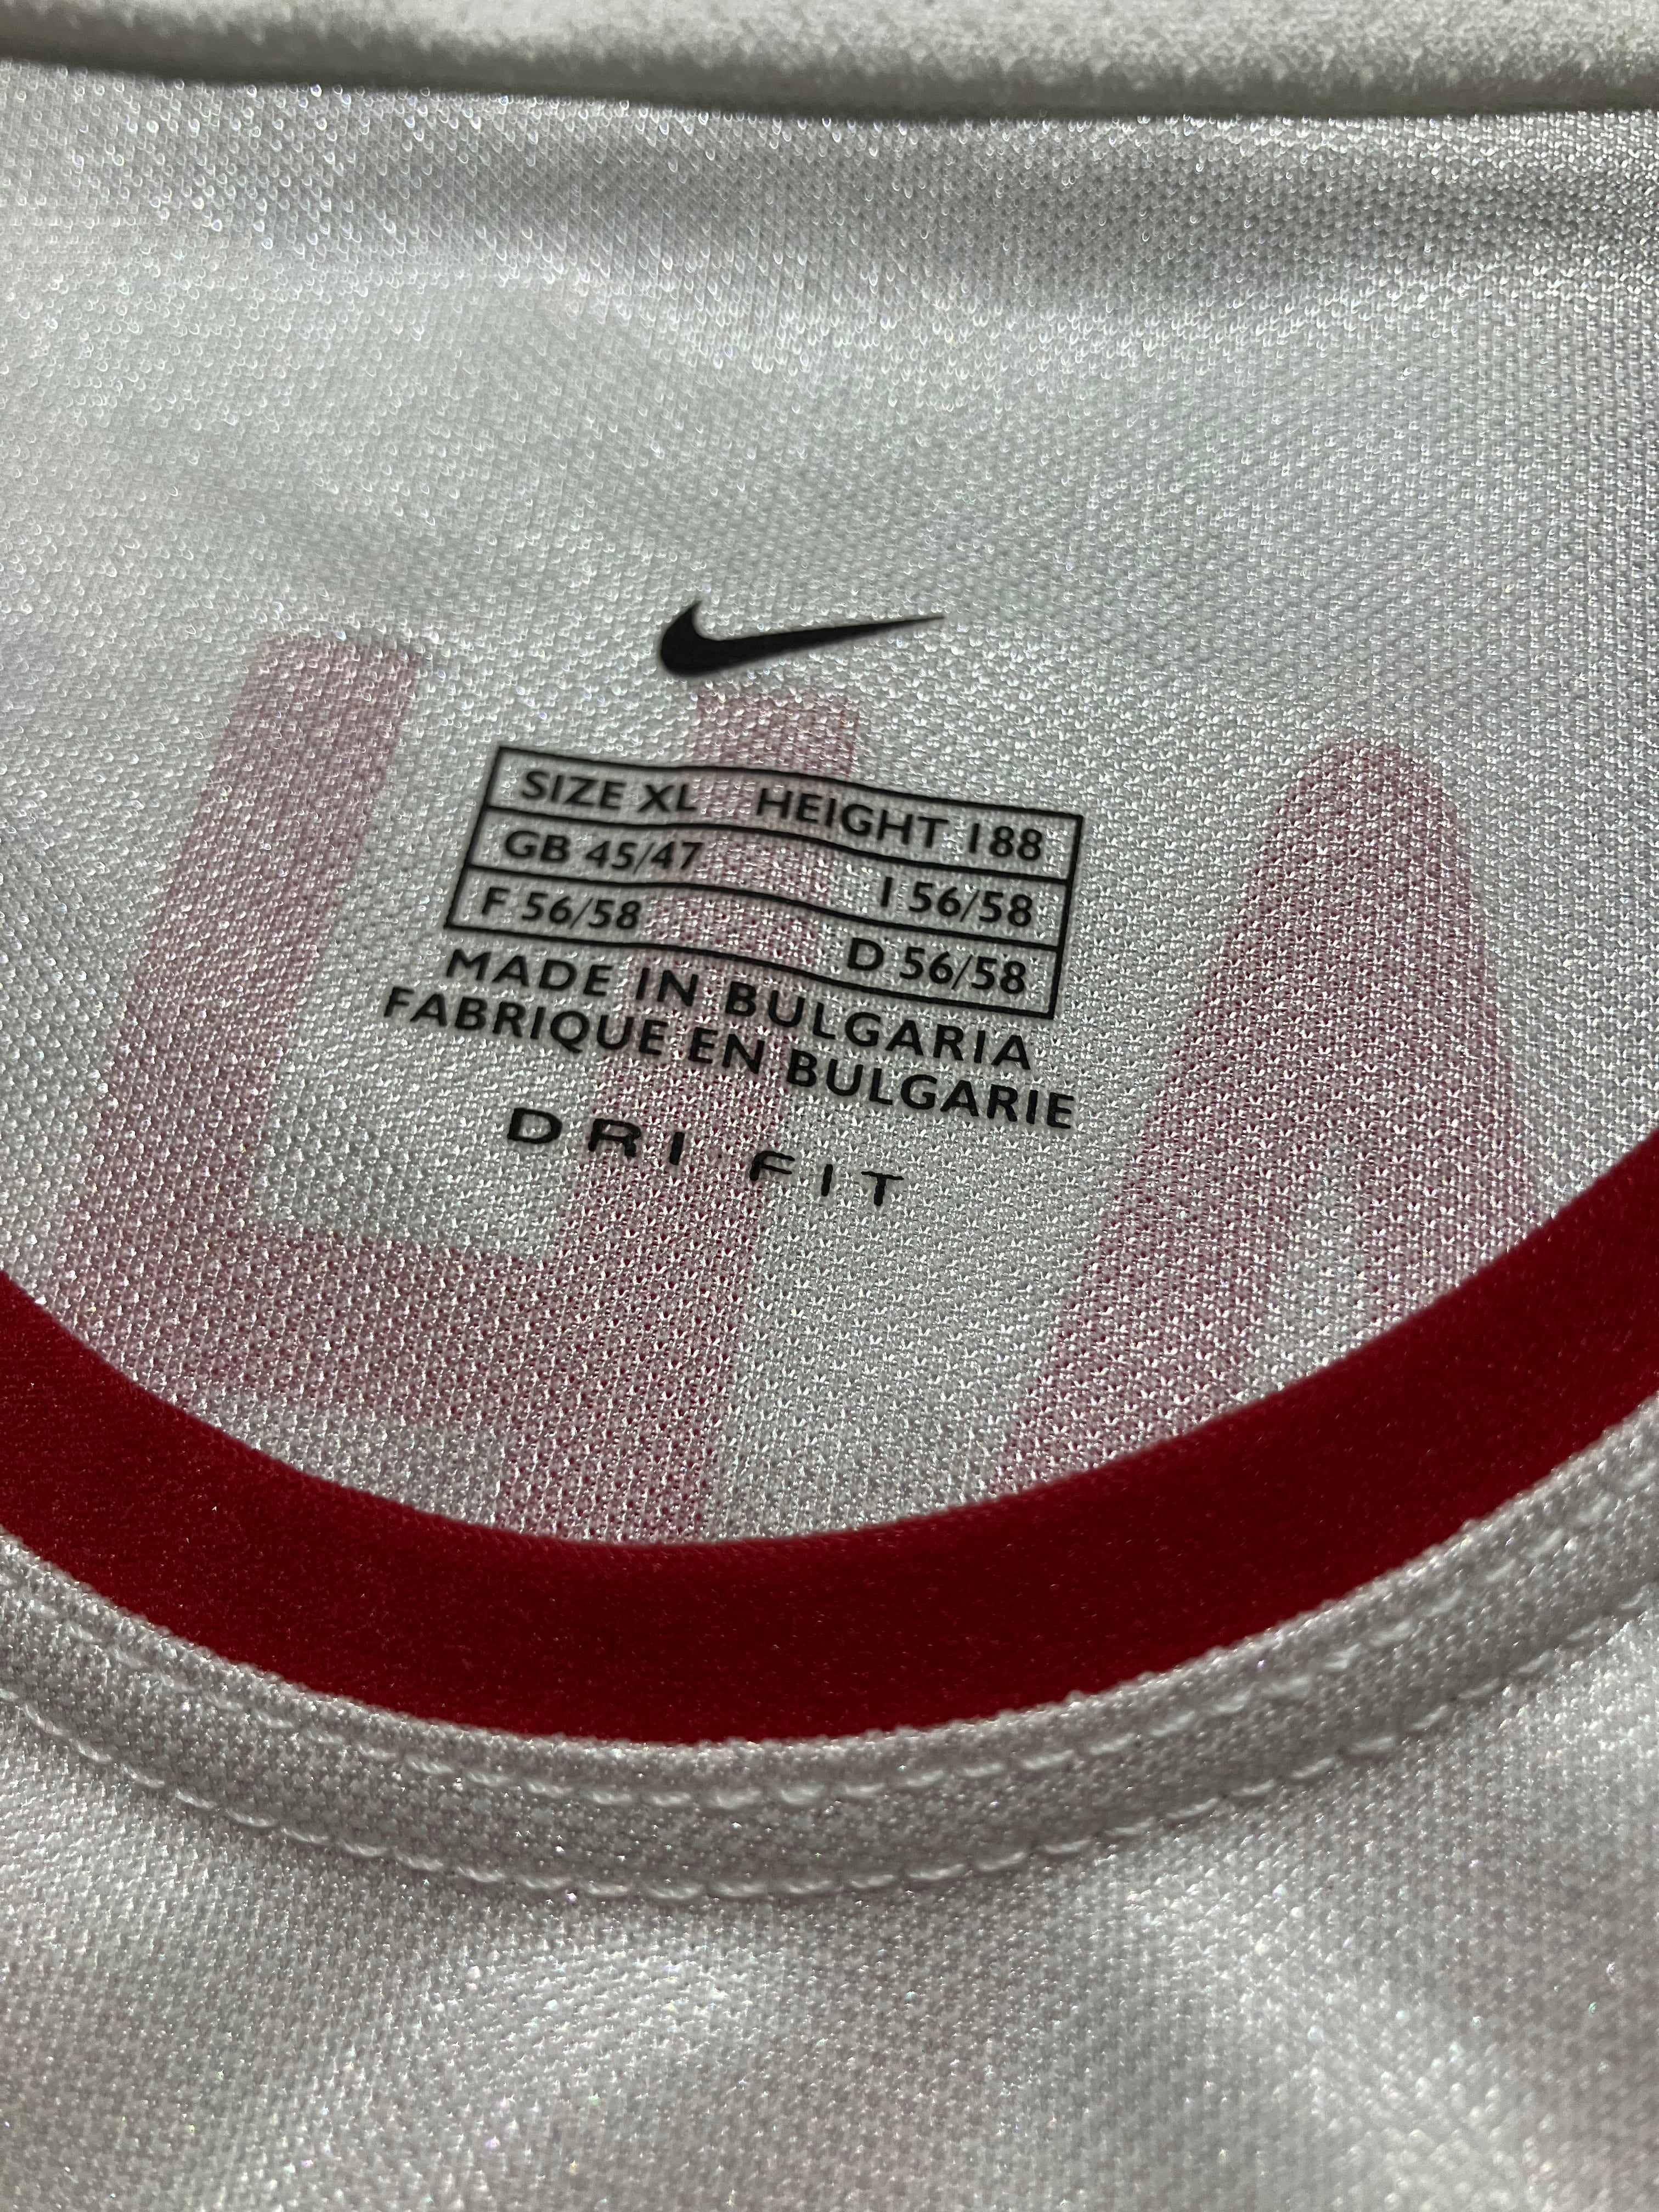 SIZE XL HEIGHT 188
GB 45/47 I 56/58
F 56/58 D 56/58
MADE IN BULGARIA
FABRIQUE EN BULGARIE
DRI FIT